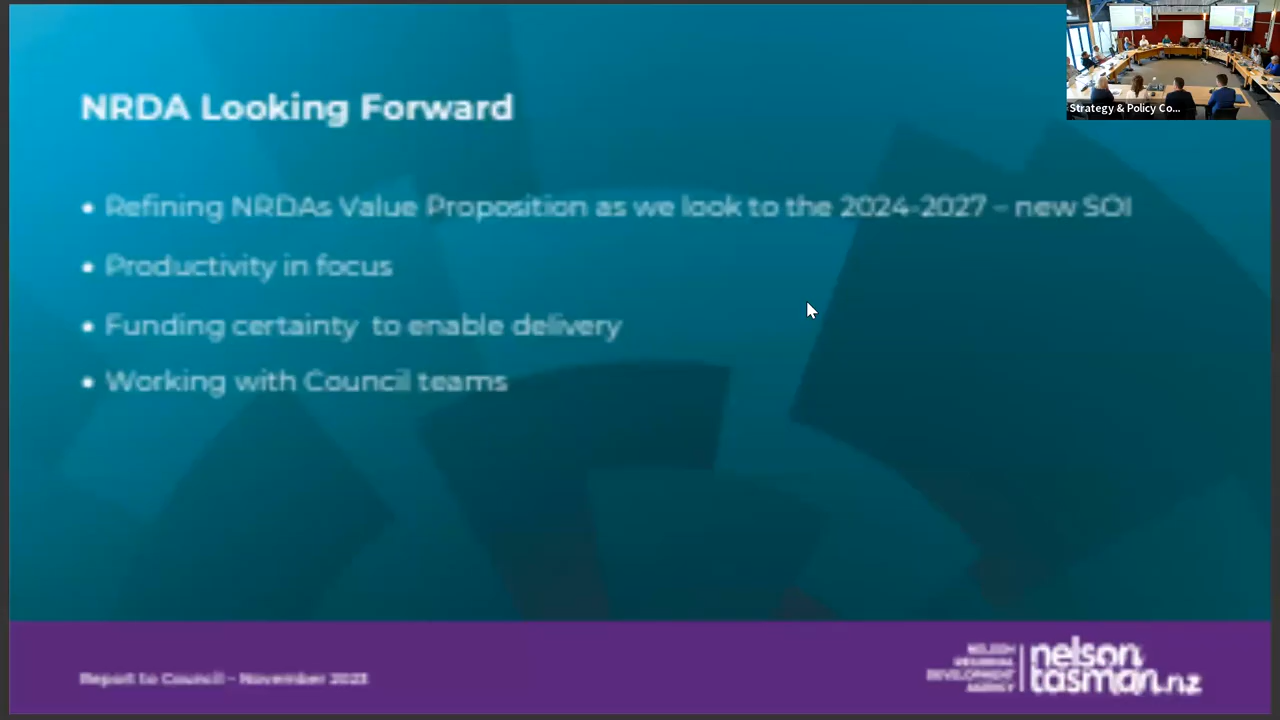 Strategy & Policy Co...
NRDA Looking Forward
• Refining NRDAs Value Proposition as we look to the 2024-2027 – new SOI
• Productivity in focus
• Funding certainty to enable delivery
• Working with Council teams
Report to Council - November 2023
NELSON
REGIONAL
DEVELOPMENT
AGENCY
nelson
tasman.nz